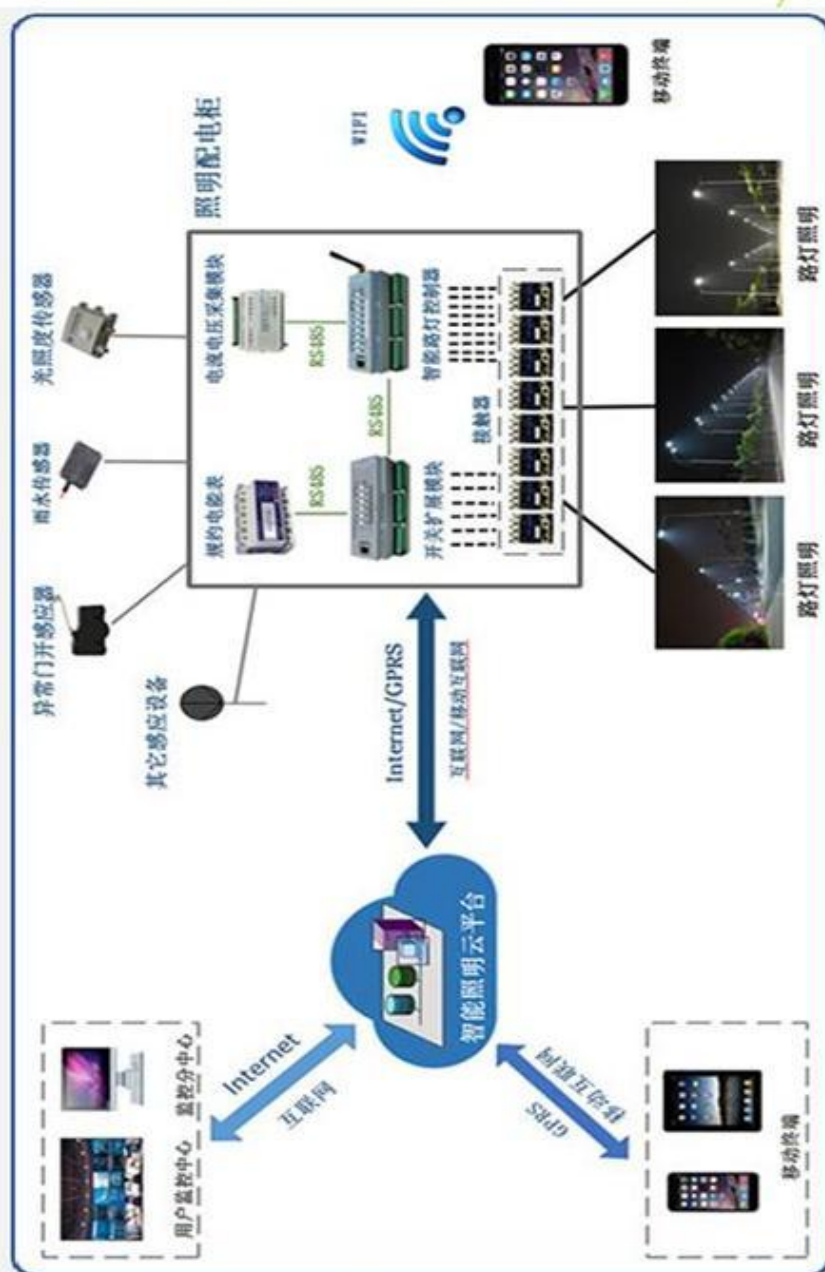 用户监控中心
监控分中心
Internet
互联网
智能照明云平台
GPRS
移动互联网
移动终端
其它感应设备
异常门开感应器
雨水传感器
光照度传感器
Internet/GPRS
互联网/移动互联网
照明配电柜
规约电能表
电流电压采集模块
RS485
RS485
RS485
开关扩展模块
智能路灯控制器
接触器
路灯照明
路灯照明
路灯照明
WIFI
移动终端